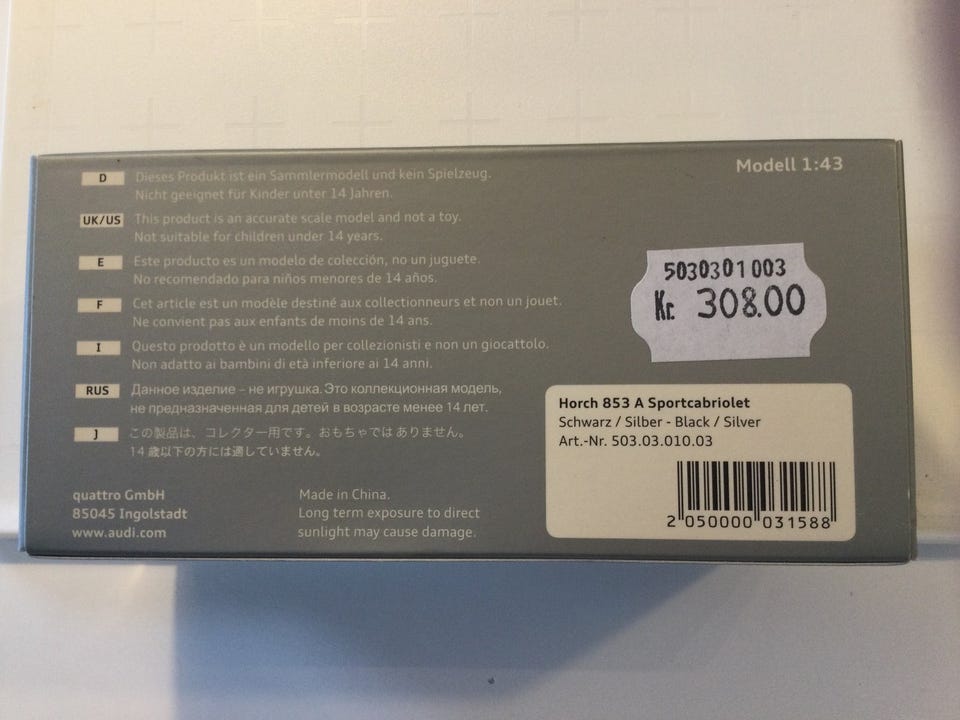 Modell 1:43
D Dieses Produkt ist ein Sammlermodell und kein Spielzeug.
Nicht geeignet für Kinder unter 14 Jahren.
UK/US This product is an accurate scale model and not a toy.
Not suitable for children under 14 years.
E Este producto es un modelo de colección, no un juguete.
No recomendado para niños menores de 14 años.
F Cet article est un modèle destiné aux collectionneurs et non un jouet.
Ne convient pas aux enfants de moins de 14 ans.
I Questo prodotto è un modello per collezionisti e non un giocattolo.
Non adatto ai bambini di età inferiore ai 14 anni.
RUS Данное изделие – не игрушка. Это коллекционная модель,
не предназначенная для детей в возрасте менее 14 лет.
J この製品は、コレクター用です。おもちゃではありません。
14歳以下の方には適していません。
quattro GmbH
85045 Ingolstadt
www.audi.com
Made in China.
Long term exposure to direct
sunlight may cause damage.
5030301003
Kr. 308.00
Horch 853 A Sportcabriolet
Schwarz / Silber - Black / Silver
Art.-Nr. 503.03.010.03
2 050000 031588